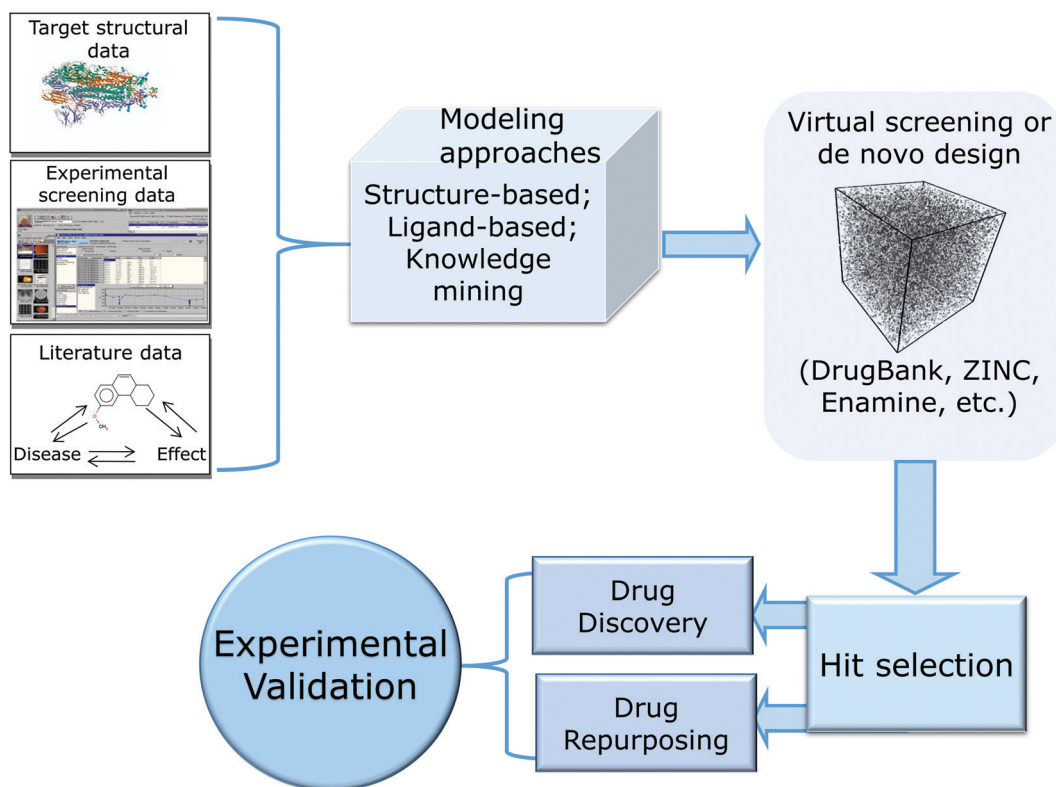 Target structural
data
Experimental
screening data
Literature data
CH₃
Disease
Effect
Modeling
approaches
Structure-based;
Ligand-based;
Knowledge
mining
Virtual screening or
de novo design
(DrugBank, ZINC,
Enamine, etc.)
Hit selection
Drug
Discovery
Drug
Repurposing
Experimental
Validation